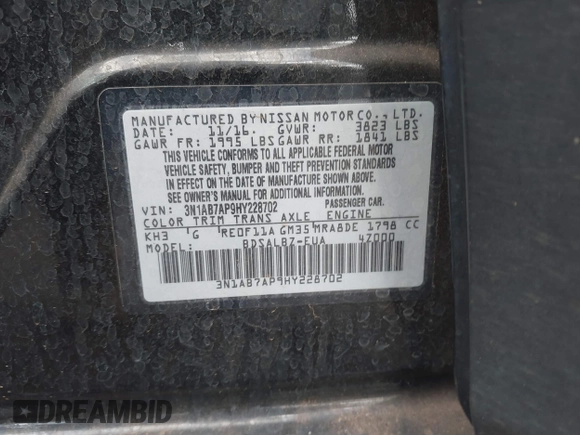 MANUFACTURED BY NISSAN MOTOR CO., LTD.
DATE: 11/16. GVWR: 3823 LBS
GAWR FR: 1995 LBS GAWR RR: 1841 LBS
THIS VEHICLE CONFORMS TO ALL APPLICABLE FEDERAL MOTOR
VEHICLE SAFETY, BUMPER AND THEFT PREVENTION STANDARDS
IN EFFECT ON THE DATE OF MANUFACTURE SHOWN ABOVE.
SEE OWNER'S MANUAL FOR ADDITIONAL INFORMATION.
VIN: 3N1AB7AP9HY228702 PASSENGER CAR.
COLOR TRIM TRANS AXLE ENGINE
KH3 G RE0F11A GM35 MRA8DE 1798 CC
MODEL: BDSALBZ-EUA 4Z000
3N1AB7AP9HY228702
DREAMBID